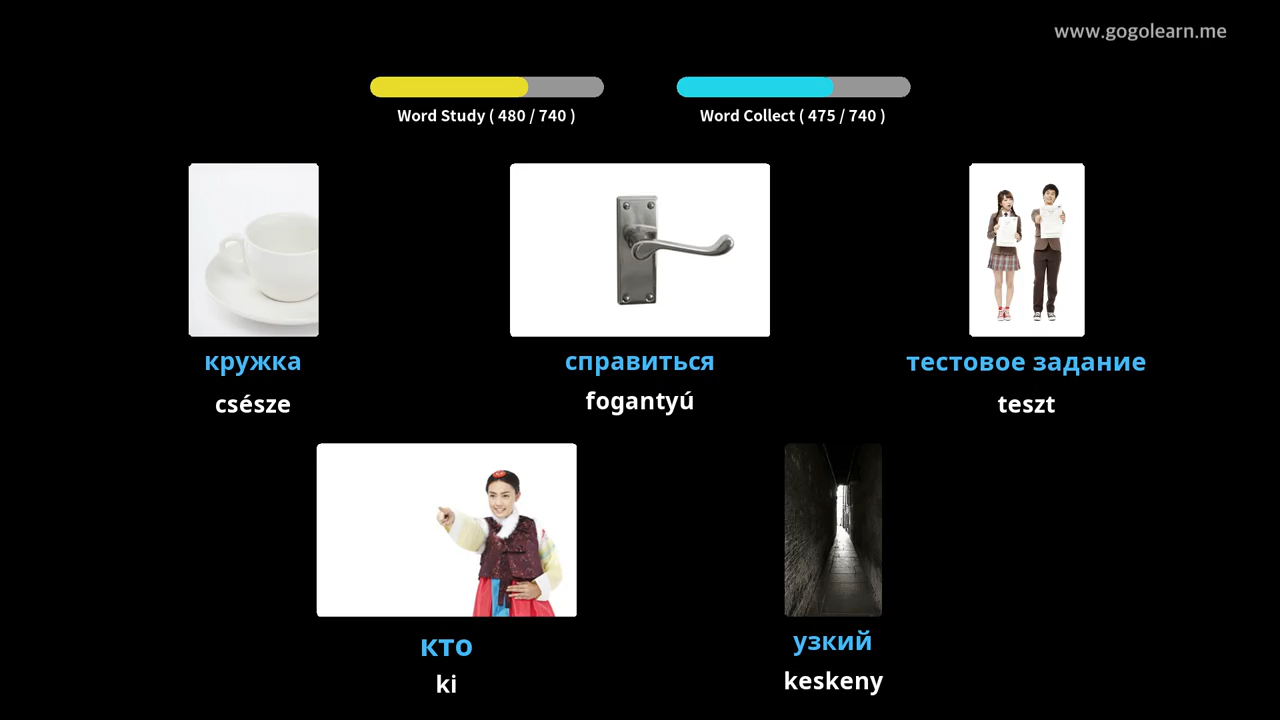 www.gogolearn.me
Word Study ( 480 / 740 )
Word Collect ( 475 / 740 )
кружка
csésze
справиться
fogantyú
тестовое задание
teszt
кто
ki
узкий
keskeny